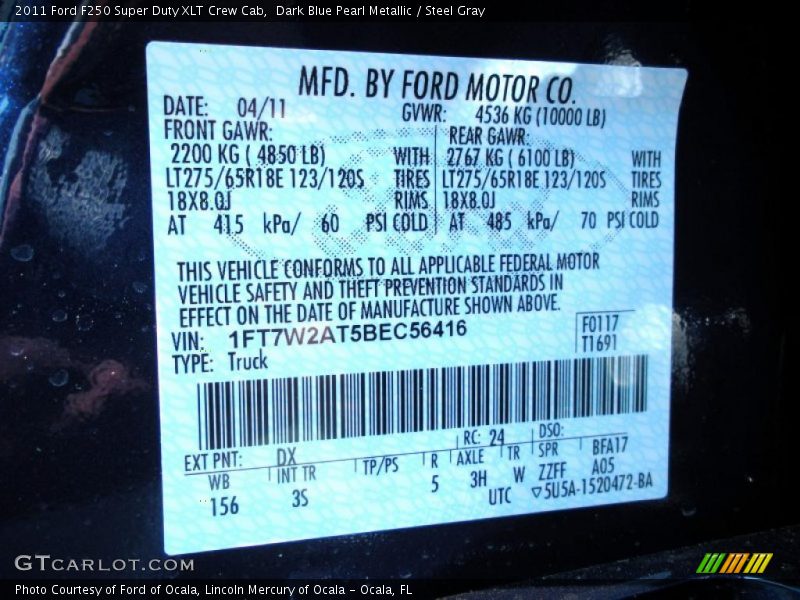 2011 Ford F250 Super Duty XLT Crew Cab,  Dark Blue Pearl Metallic / Steel Gray
MFD. BY FORD MOTOR CO.
DATE: 04/11 GVWR: 4536 KG (10000 LB)
FRONT GAWR: REAR GAWR:
2200 KG ( 4850 LB) WITH 2767 KG ( 6100 LB) WITH
LT275/65R18E 123/120S TIRES LT275/65R18E 123/120S TIRES
18X8.0J RIMS 18X8.0J RIMS
AT 415 kPa/ 60 PSI COLD AT 485 kPa/ 70 PSI COLD
THIS VEHICLE CONFORMS TO ALL APPLICABLE FEDERAL MOTOR
VEHICLE SAFETY AND THEFT PREVENTION STANDARDS IN
EFFECT ON THE DATE OF MANUFACTURE SHOWN ABOVE.
VIN: 1FT7W2AT5BEC56416 F0117
TYPE: Truck T1691
EXT PNT: DX RC: 24 DSO:
WB INT TR TP/PS R AXLE TR SPR BFA17
156 3S 5 3H W ZZFF A05
UTC ▽5U5A-1520472-BA
GTCARLOT.COM
Photo Courtesy of Ford of Ocala, Lincoln Mercury of Ocala - Ocala, FL